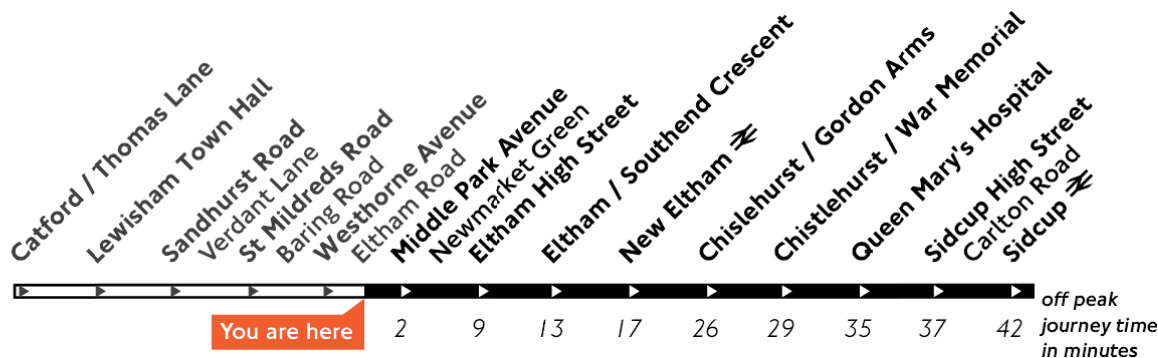 Catford / Thomas Lane
Lewisham Town Hall
Sandhurst Road
Verdant Lane
St Mildreds Road
Baring Road
Westhorne Avenue
Eltham Road
Middle Park Avenue
Newmarket Green
Eltham High Street
Eltham / Southend Crescent
New Eltham
Chislehurst / Gordon Arms
Chistlehurst / War Memorial
Queen Mary's Hospital
Sidcup High Street
Carlton Road
Sidcup
You are here
2 9 13 17 26 29 35 37 42
off peak
journey time
in minutes